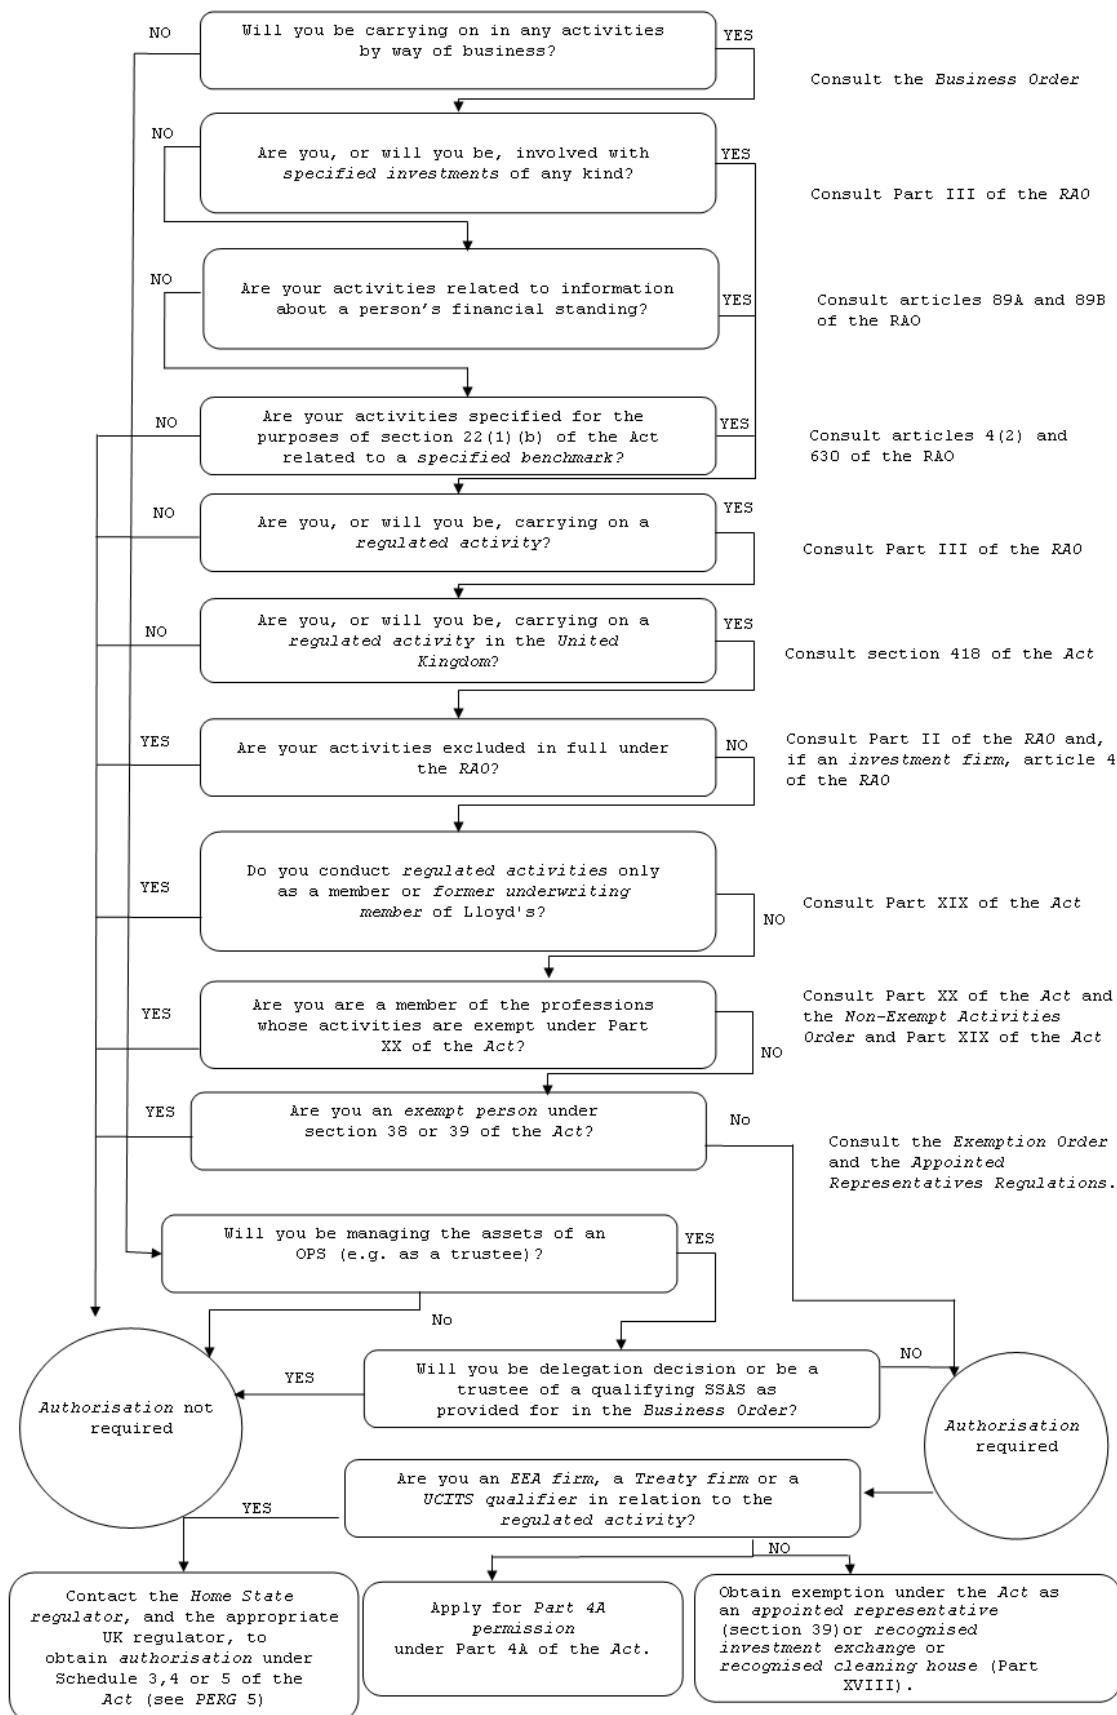 NO
Will you be carrying on in any activities
by way of business?
YES
Consult the Business Order
NO
Are you, or will you be, involved with
specified investments of any kind?
YES
Consult Part III of the RAO
NO
Are your activities related to information
about a person's financial standing?
YES
Consult articles 89A and 89B
of the RAO
NO
Are your activities specified for the
purposes of section 22(1)(b) of the Act
related to a specified benchmark?
YES
Consult articles 4(2) and
63O of the RAO
NO
Are you, or will you be, carrying on a
regulated activity?
YES
Consult Part III of the RAO
NO
Are you, or will you be, carrying on a
regulated activity in the United
Kingdom?
YES
Consult section 418 of the Act
YES
Are your activities excluded in full under
the RAO?
NO
Consult Part II of the RAO and,
if an investment firm, article 4
of the RAO
YES
Do you conduct regulated activities only
as a member or former underwriting
member of Lloyd's?
NO
Consult Part XIX of the Act
YES
Are you are a member of the professions
whose activities are exempt under Part
XX of the Act?
NO
Consult Part XX of the Act and
the Non-Exempt Activities
Order and Part XIX of the Act
YES
Are you an exempt person under
section 38 or 39 of the Act?
No
Consult the Exemption Order
and the Appointed
Representatives Regulations.
Will you be managing the assets of an
OPS (e.g. as a trustee)?
YES
No
Will you be delegation decision or be a
trustee of a qualifying SSAS as
provided for in the Business Order?
YES
NO
Authorisation not
required
Authorisation
required
Are you an EEA firm, a Treaty firm or a
UCITS qualifier in relation to the
regulated activity?
YES
NO
Contact the Home State
regulator, and the appropriate
UK regulator, to
obtain authorisation under
Schedule 3,4 or 5 of the
Act (see PERG 5)
Apply for Part 4A
permission
under Part 4A of the Act.
Obtain exemption under the Act as
an appointed representative
(section 39)or recognised
investment exchange or
recognised cleaning house (Part
XVIII).